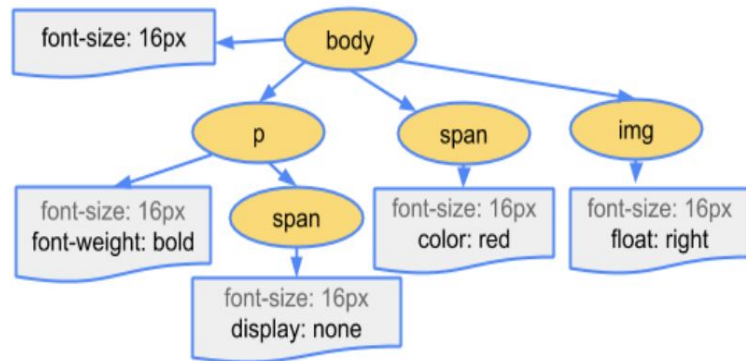 font-size: 16px
body
p
span
img
font-size: 16px
font-weight: bold
span
font-size: 16px
color: red
font-size: 16px
float: right
font-size: 16px
display: none